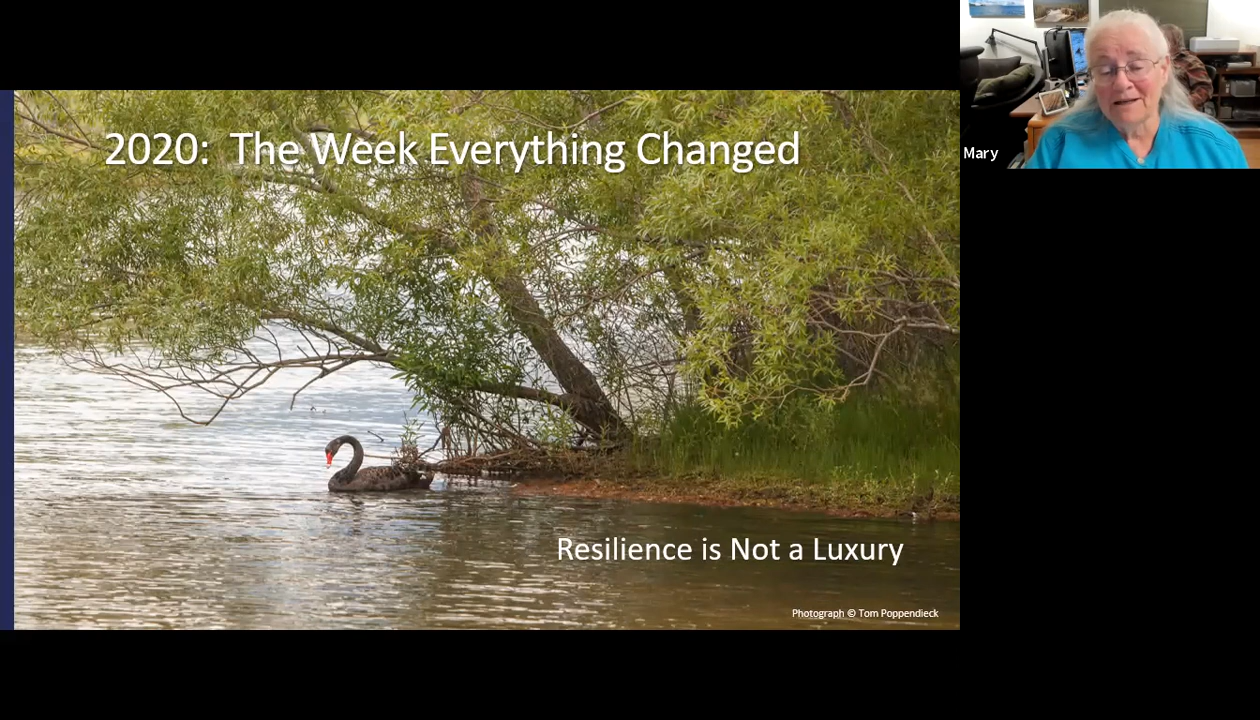 2020: The Week Everything Changed
Mary
Resilience is Not a Luxury
Photograph © Tom Poppendieck